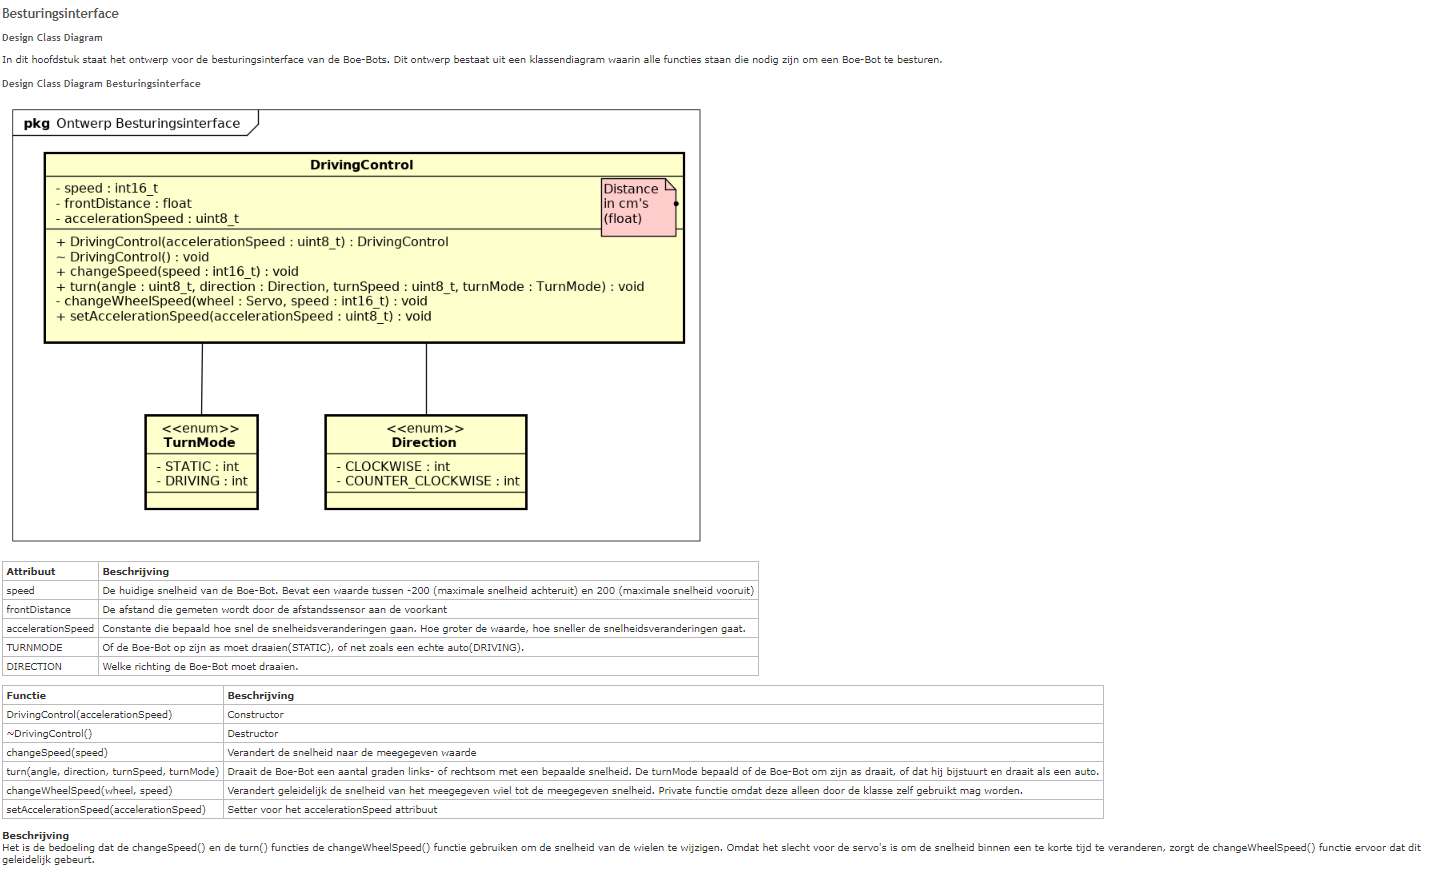 Besturingsinterface
Design Class Diagram
In dit hoofdstuk staat het ontwerp voor de besturingsinterface van de Boe-Bots. Dit ontwerp bestaat uit een klassendiagram waarin alle functies staan die nodig zijn om een Boe-Bot te besturen.
Design Class Diagram Besturingsinterface
pkg Ontwerp Besturingsinterface
DrivingControl
- speed : int16_t
- frontDistance : float
- accelerationSpeed : uint8_t
Distance
in cm's
(float)
+ DrivingControl(accelerationSpeed : uint8_t) : DrivingControl
~ DrivingControl() : void
+ changeSpeed(speed : int16_t) : void
+ turn(angle : uint8_t, direction : Direction, turnSpeed : uint8_t, turnMode : TurnMode) : void
- changeWheelSpeed(wheel : Servo, speed : int16_t) : void
+ setAccelerationSpeed(accelerationSpeed : uint8_t) : void
<<enum>>
TurnMode
- STATIC : int
- DRIVING : int
<<enum>>
Direction
- CLOCKWISE : int
- COUNTER_CLOCKWISE : int
Attribuut Beschrijving
speed De huidige snelheid van de Boe-Bot. Bevat een waarde tussen -200 (maximale snelheid achteruit) en 200 (maximale snelheid vooruit)
frontDistance De afstand die gemeten wordt door de afstandssensor aan de voorkant
accelerationSpeed Constante die bepaald hoe snel de snelheidsveranderingen gaan. Hoe groter de waarde, hoe sneller de snelheidsveranderingen gaat.
TURNMODE Of de Boe-Bot op zijn as moet draaien(STATIC), of net zoals een echte auto(DRIVING).
DIRECTION Welke richting de Boe-Bot moet draaien.
Functie Beschrijving
DrivingControl(accelerationSpeed) Constructor
~DrivingControl() Destructor
changeSpeed(speed) Verandert de snelheid naar de meegegeven waarde
turn(angle, direction, turnSpeed, turnMode) Draait de Boe-Bot een aantal graden links- of rechtsom met een bepaalde snelheid. De turnMode bepaald of de Boe-Bot om zijn as draait, of dat hij bijstuurt en draait als een auto.
changeWheelSpeed(wheel, speed) Verandert geleidelijk de snelheid van het meegegeven wiel tot de meegegeven snelheid. Private functie omdat deze alleen door de klasse zelf gebruikt mag worden.
setAccelerationSpeed(accelerationSpeed) Setter voor het accelerationSpeed attribuut
Beschrijving
Het is de bedoeling dat de changeSpeed() en de turn() functies de changeWheelSpeed() functie gebruiken om de snelheid van de wielen te wijzigen. Omdat het slecht voor de servo's is om de snelheid binnen een te korte tijd te veranderen, zorgt de changeWheelSpeed() functie ervoor dat dit
geleidelijk gebeurt.